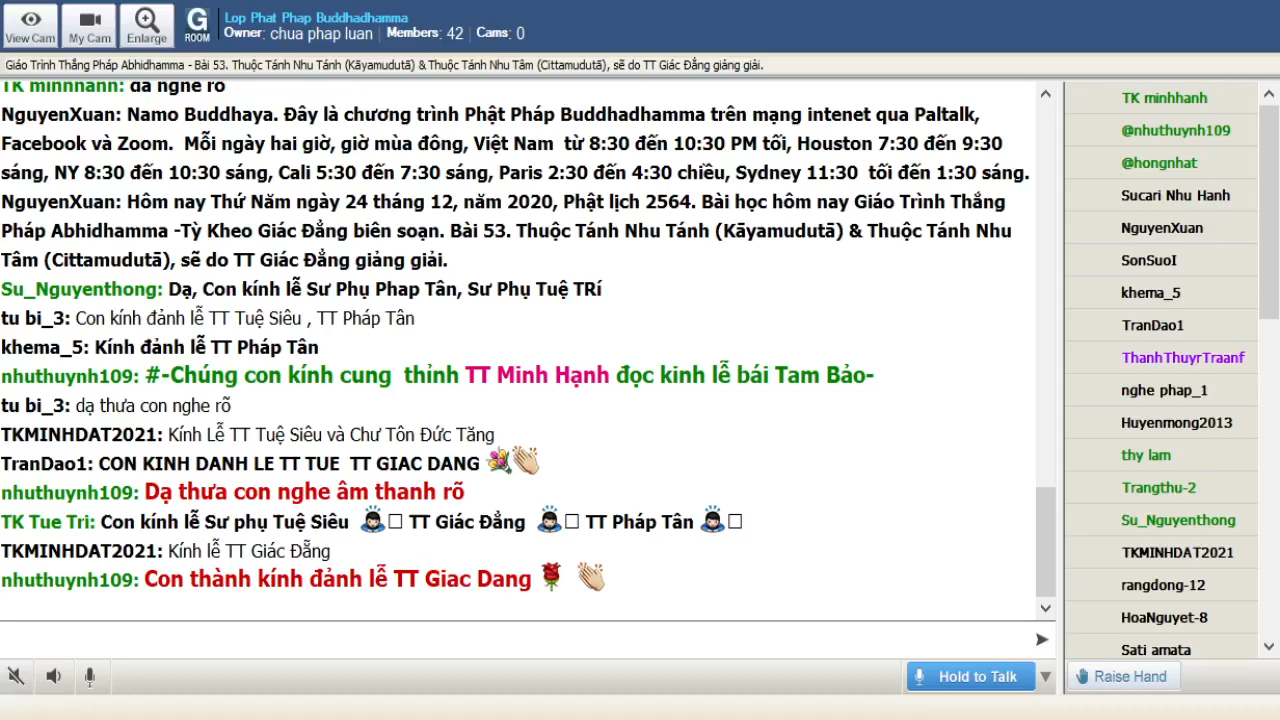 View Cam
My Cam
Enlarge
G
ROOM
Lop Phat Phap Buddhadhamma
Owner: chua phap luan Members: 42 Cams: 0
Giáo Trình Thắng Pháp Abhidhamma - Bài 53. Thuộc Tánh Nhu Tánh (Kāyamudutā) & Thuộc Tánh Nhu Tâm (Cittamudutā), sẽ do TT Giác Đẳng giảng giải.
TK minhhanh: da nghe ro
NguyenXuan: Namo Buddhaya. Đây là chương trình Phật Pháp Buddhadhamma trên mạng intenet qua Paltalk,
Facebook và Zoom. Mỗi ngày hai giờ, giờ mùa đông, Việt Nam từ 8:30 đến 10:30 PM tối, Houston 7:30 đến 9:30
sáng, NY 8:30 đến 10:30 sáng, Cali 5:30 đến 7:30 sáng, Paris 2:30 đến 4:30 chiều, Sydney 11:30 tối đến 1:30 sáng.
NguyenXuan: Hôm nay Thứ Năm ngày 24 tháng 12, năm 2020, Phật lịch 2564. Bài học hôm nay Giáo Trình Thắng
Pháp Abhidhamma -Tỳ Kheo Giác Đẳng biên soạn. Bài 53. Thuộc Tánh Nhu Tánh (Kāyamudutā) & Thuộc Tánh Nhu
Tâm (Cittamudutā), sẽ do TT Giác Đẳng giảng giải.
Su_Nguyenthong: Dạ, Con kính lễ Sư Phụ Phap Tân, Sư Phụ Tuệ TRí
tu bi_3: Con kính đảnh lễ TT Tuệ Siêu , TT Pháp Tân
khema_5: Kính đảnh lễ TT Pháp Tân
nhuthuynh109: #-Chúng con kính cung thỉnh TT Minh Hạnh đọc kinh lễ bái Tam Bảo-
tu bi_3: dạ thưa con nghe rõ
TKMINHDAT2021: Kính Lễ TT Tuệ Siêu và Chư Tôn Đức Tăng
TranDao1: CON KINH DANH LE TT TUE TT GIAC DANG
nhuthuynh109: Dạ thưa con nghe âm thanh rõ
TK Tue Tri: Con kính lễ Sư phụ Tuệ Siêu TT Giác Đẳng TT Pháp Tân
TKMINHDAT2021: Kính lễ TT Giác Đẵng
nhuthuynh109: Con thành kính đảnh lễ TT Giac Dang
Hold to Talk
TK minhhanh
@nhuthuynh109
@hongnhat
Sucari Nhu Hanh
NguyenXuan
SonSuoI
khema_5
TranDao1
ThanhThuyrTraanf
nghe phap_1
Huyenmong2013
thy lam
Trangthu-2
Su_Nguyenthong
TKMINHDAT2021
rangdong-12
HoaNguyet-8
Sati amata
Raise Hand